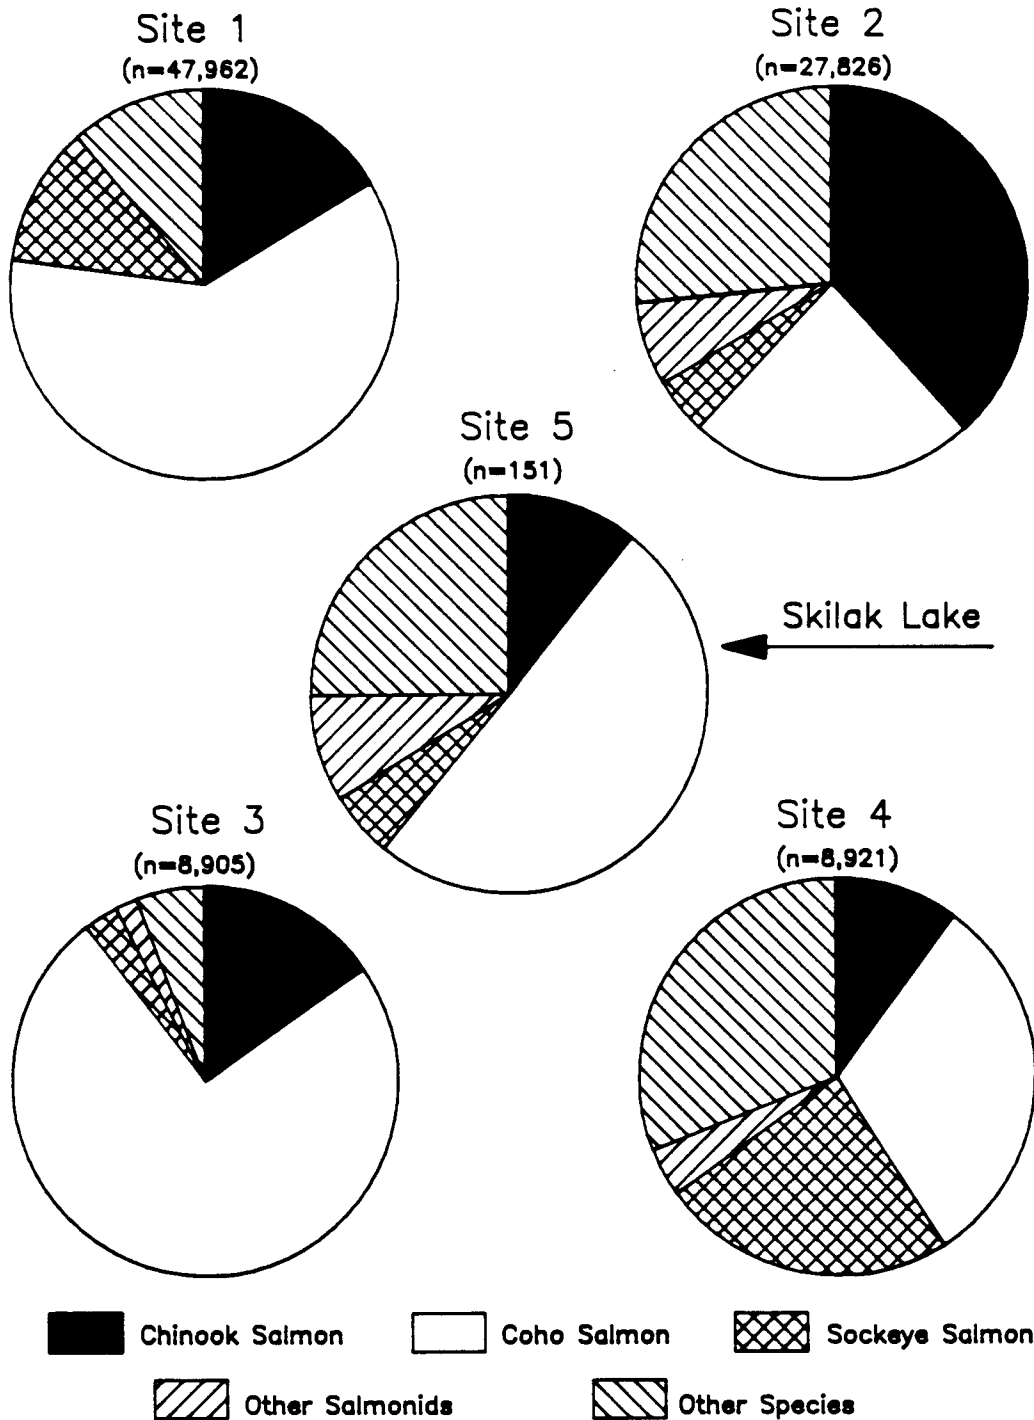 Site 1
(n=47,962)
Site 2
(n=27,826)
Site 5
(n=151)
Skilak Lake
Site 3
(n=8,905)
Site 4
(n=8,921)
Chinook Salmon
Coho Salmon
Sockeye Salmon
Other Salmonids
Other Species